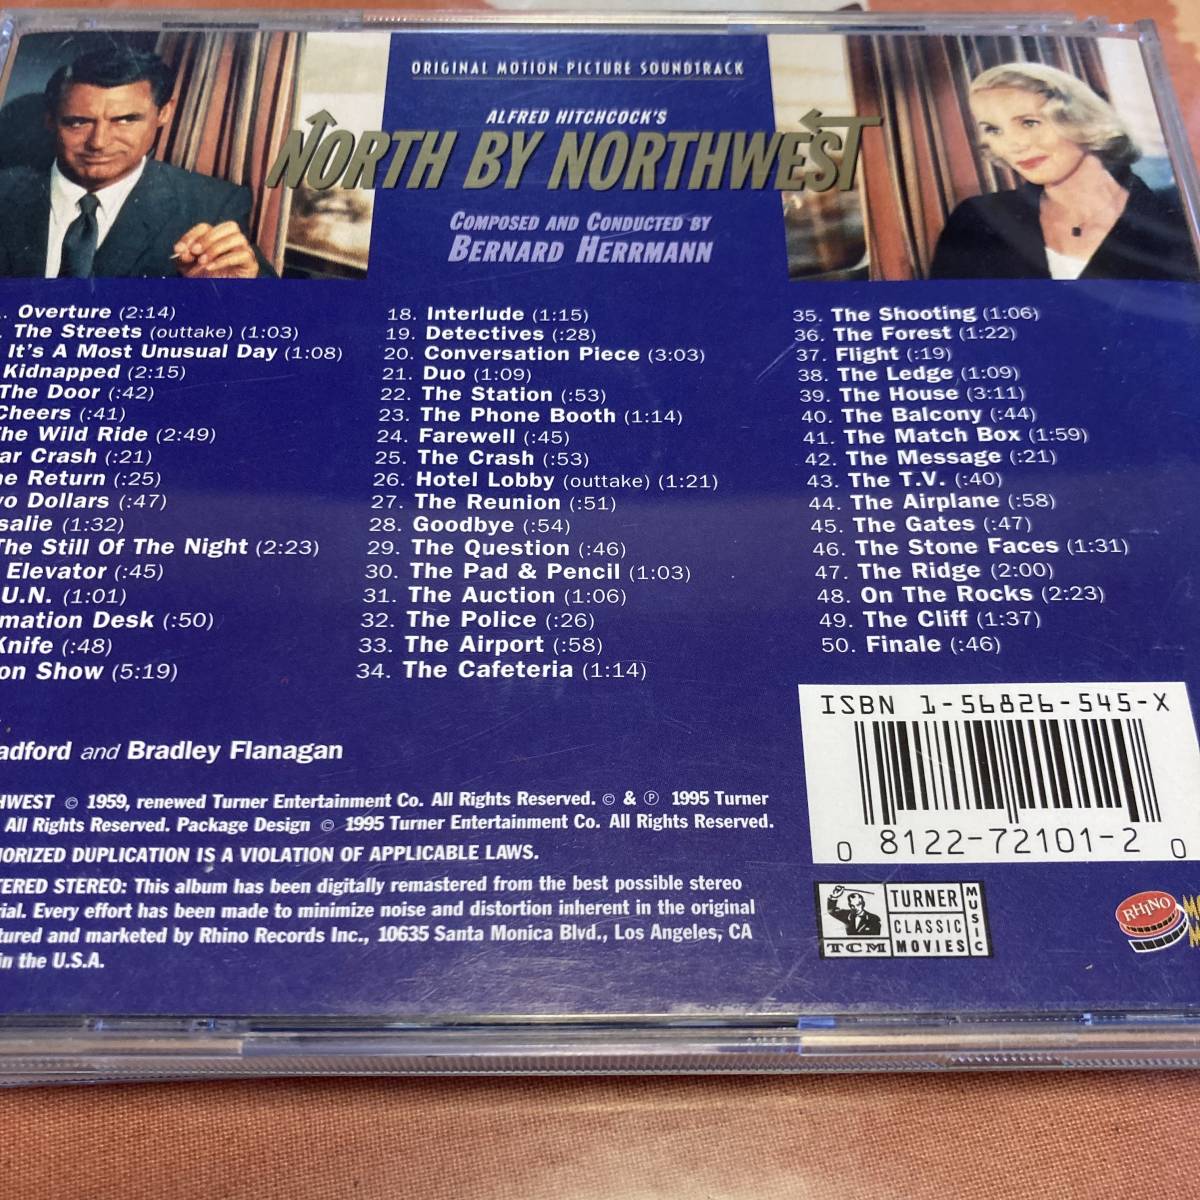 ORIGINAL MOTION PICTURE SOUNDTRACK
ALFRED HITCHCOCK'S
NORTH BY NORTHWEST
COMPOSED AND CONDUCTED BY
BERNARD HERRMANN
. Overture (2:14)
. The Streets (outtake) (1:03)
It's A Most Unusual Day (1:08)
Kidnapped (2:15)
The Door (:42)
Cheers (:41)
The Wild Ride (2:49)
ar Crash (:21)
e Return (:25)
vo Dollars (:47)
salie (1:32)
The Still Of The Night (2:23)
Elevator (:45)
U.N. (1:01)
mation Desk (:50)
Knife (:48)
on Show (5:19)
18. Interlude (1:15)
19. Detectives (:28)
20. Conversation Piece (3:03)
21. Duo (1:09)
22. The Station (:53)
23. The Phone Booth (1:14)
24. Farewell (:45)
25. The Crash (:53)
26. Hotel Lobby (outtake) (1:21)
27. The Reunion (:51)
28. Goodbye (:54)
29. The Question (:46)
30. The Pad & Pencil (1:03)
31. The Auction (1:06)
32. The Police (:26)
33. The Airport (:58)
34. The Cafeteria (1:14)
35. The Shooting (1:06)
36. The Forest (1:22)
37. Flight (:19)
38. The Ledge (1:09)
39. The House (3:11)
40. The Balcony (:44)
41. The Match Box (1:59)
42. The Message (:21)
43. The T.V. (:40)
44. The Airplane (:58)
45. The Gates (:47)
46. The Stone Faces (1:31)
47. The Ridge (2:00)
48. On The Rocks (2:23)
49. The Cliff (1:37)
50. Finale (:46)
adford and Bradley Flanagan
HWEST © 1959, renewed Turner Entertainment Co. All Rights Reserved. © & ℗ 1995 Turner
All Rights Reserved. Package Design © 1995 Turner Entertainment Co. All Rights Reserved.
ORIZED DUPLICATION IS A VIOLATION OF APPLICABLE LAWS.
TERED STEREO: This album has been digitally remastered from the best possible stereo
rial. Every effort has been made to minimize noise and distortion inherent in the original
tured and marketed by Rhino Records Inc., 10635 Santa Monica Blvd., Los Angeles, CA
in the U.S.A.
ISBN 1-56826-545-X
0 8122-72101-2 0
TCM
TURNER
CLASSIC
MOVIES
MUSIC
RHINO